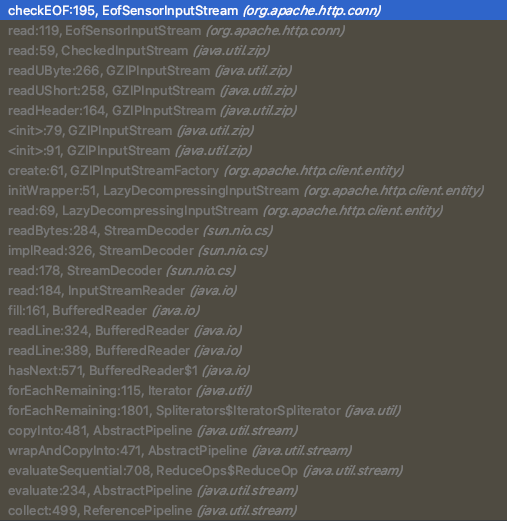 checkEOF:195, EofSensorInputStream (org.apache.http.conn)
read:119, EofSensorInputStream (org.apache.http.conn)
read:59, CheckedInputStream (java.util.zip)
readUByte:266, GZIPInputStream (java.util.zip)
readUShort:258, GZIPInputStream (java.util.zip)
readHeader:164, GZIPInputStream (java.util.zip)
<init>:79, GZIPInputStream (java.util.zip)
<init>:91, GZIPInputStream (java.util.zip)
create:61, GZIPInputStreamFactory (org.apache.http.client.entity)
initWrapper:51, LazyDecompressingInputStream (org.apache.http.client.entity)
read:69, LazyDecompressingInputStream (org.apache.http.client.entity)
readBytes:284, StreamDecoder (sun.nio.cs)
implRead:326, StreamDecoder (sun.nio.cs)
read:178, StreamDecoder (sun.nio.cs)
read:184, InputStreamReader (java.io)
fill:161, BufferedReader (java.io)
readLine:324, BufferedReader (java.io)
readLine:389, BufferedReader (java.io)
hasNext:571, BufferedReader$1 (java.io)
forEachRemaining:115, Iterator (java.util)
forEachRemaining:1801, Spliterators$IteratorSpliterator (java.util)
copyInto:481, AbstractPipeline (java.util.stream)
wrapAndCopyInto:471, AbstractPipeline (java.util.stream)
evaluateSequential:708, ReduceOps$ReduceOp (java.util.stream)
evaluate:234, AbstractPipeline (java.util.stream)
collect:499, ReferencePipeline (java.util.stream)